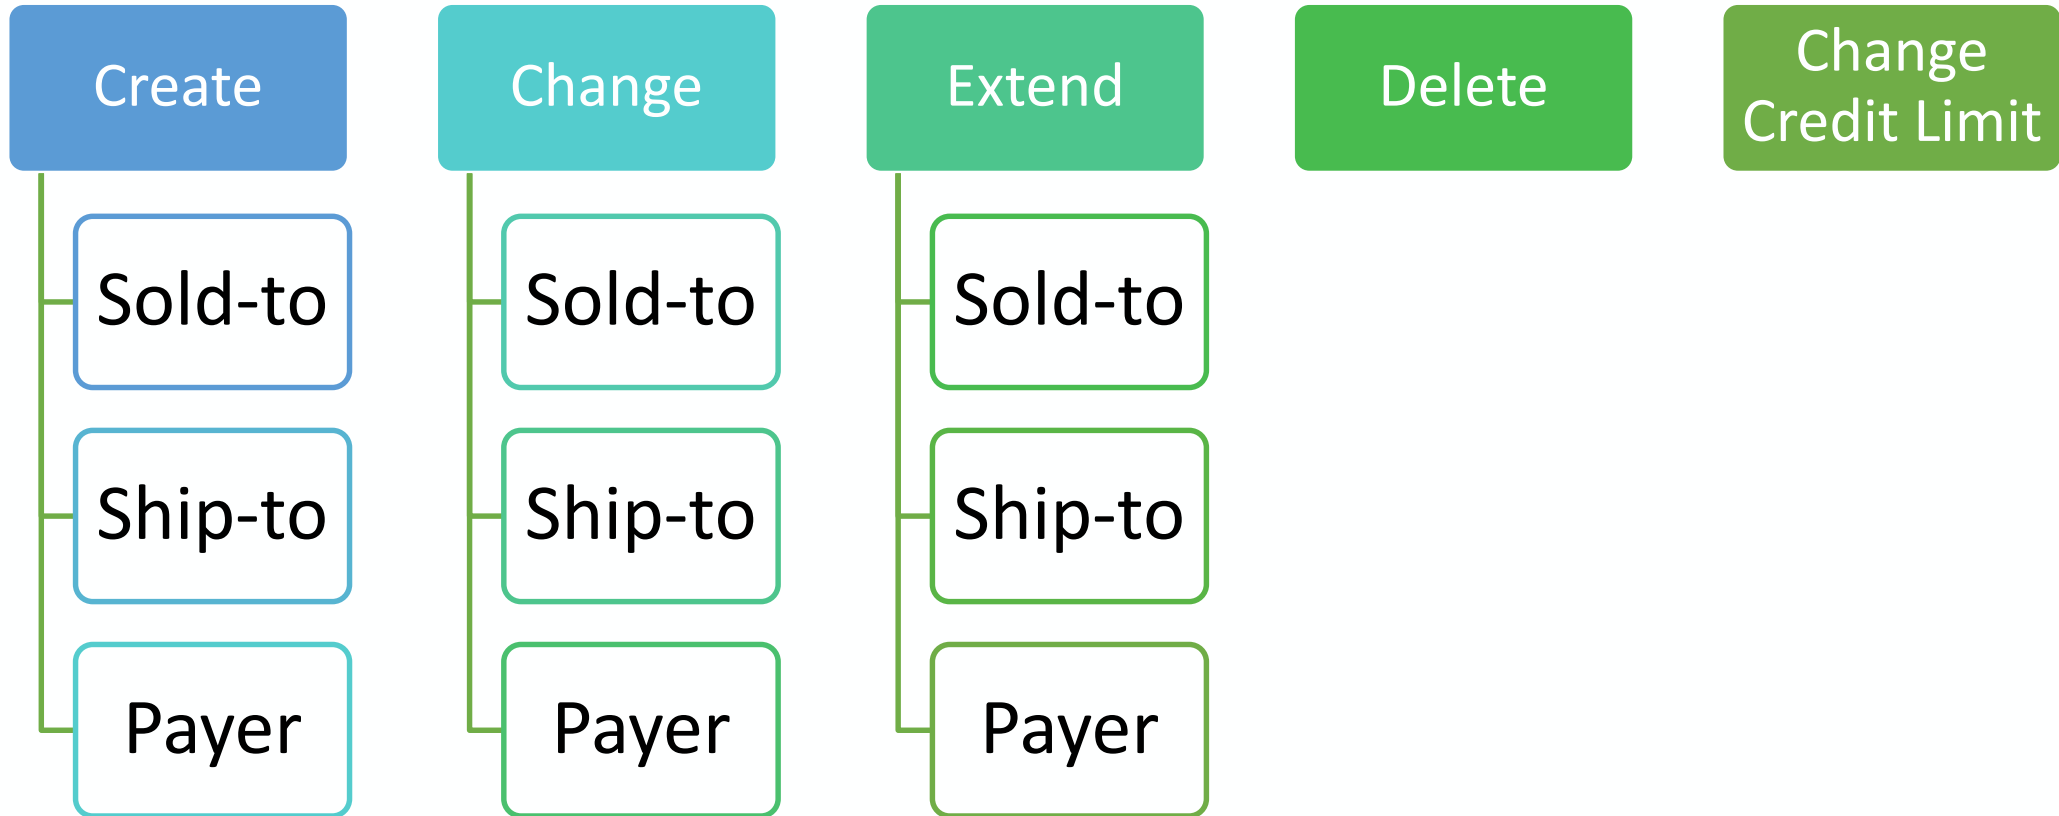 Create
Sold-to
Ship-to
Payer
Change
Sold-to
Ship-to
Payer
Extend
Sold-to
Ship-to
Payer
Delete
Change
Credit Limit